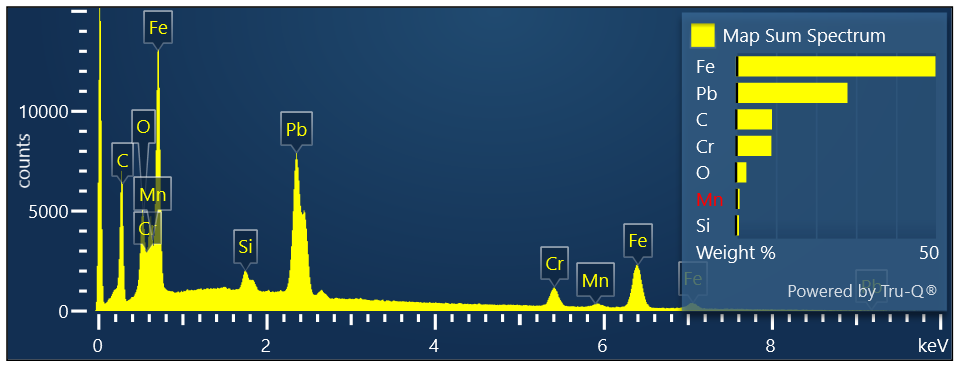 Fe
Map Sum Spectrum
Fe
Pb
C
Cr
O
Mn
Si
Weight %
50
Powered by Tru-Q®
counts
10000
5000
0
O
C
Mn
Cr
Pb
Si
Cr
Mn
Fe
Fe
Pb
0
2
4
6
8
keV